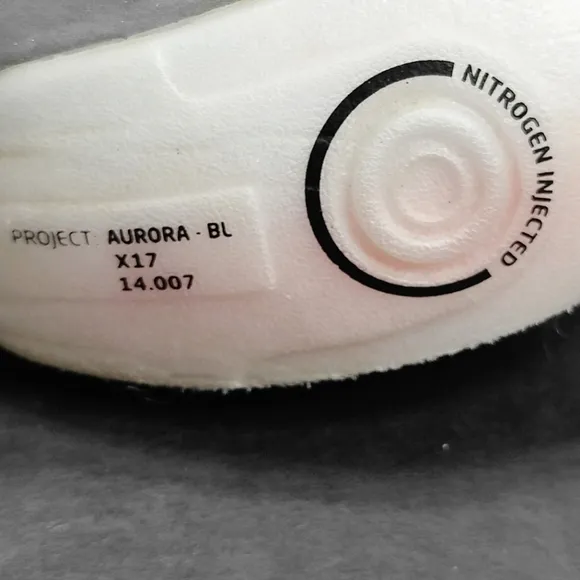 PROJECT: AURORA - BL
X17
14.007
NITROGEN INJECTED